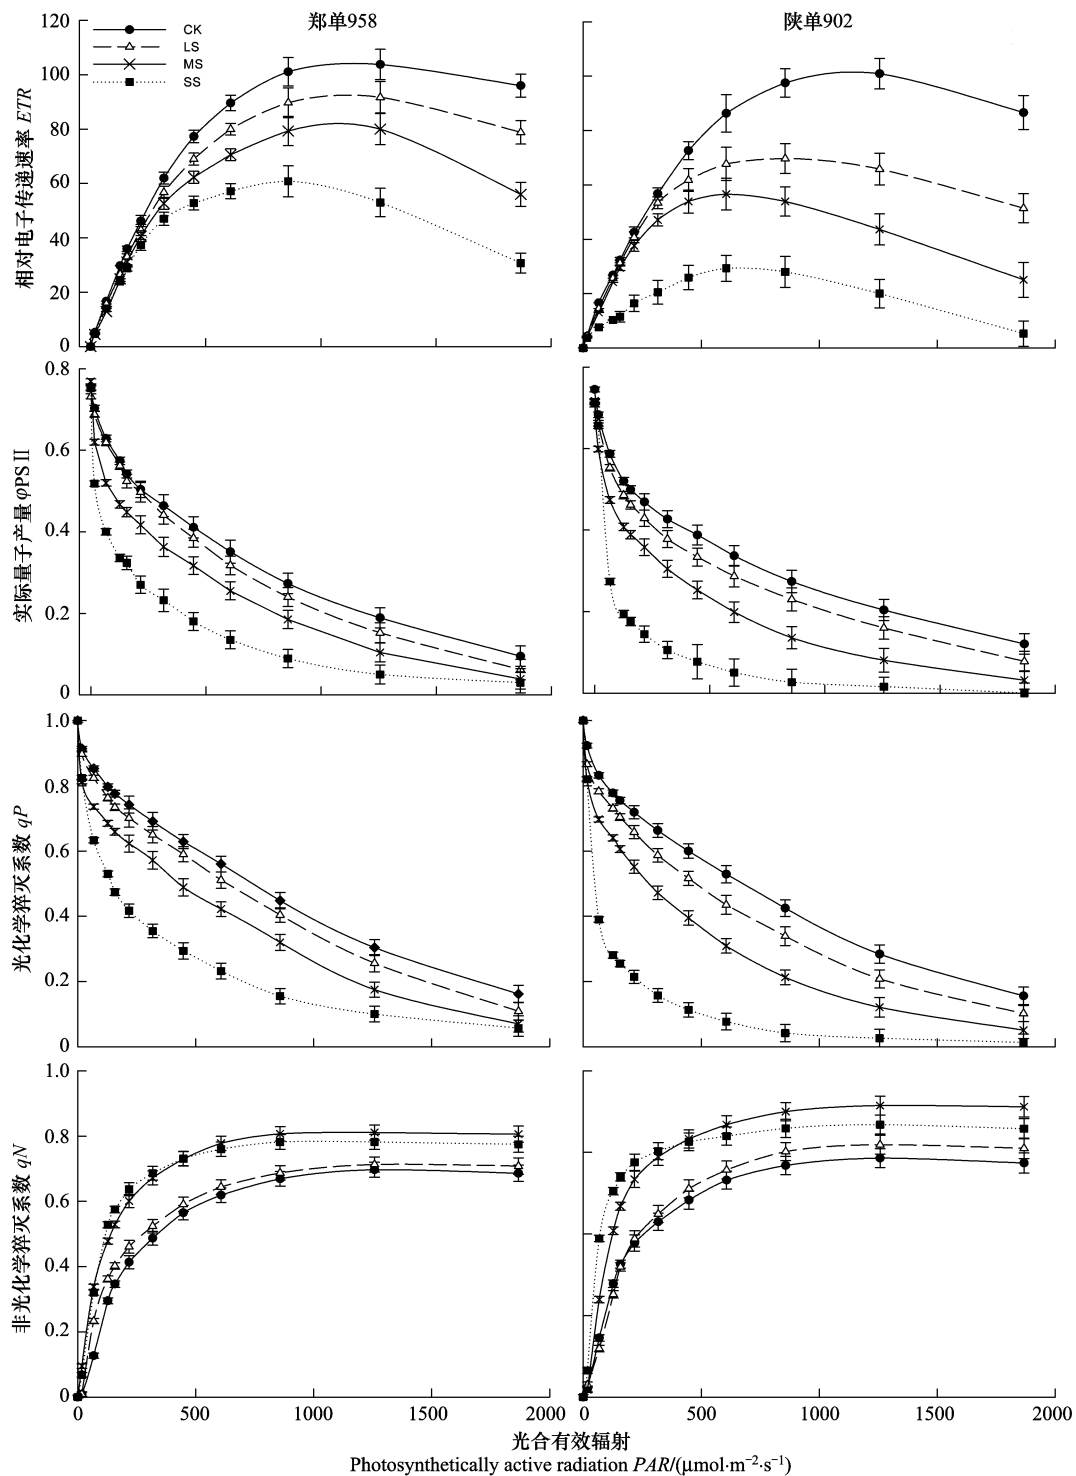 郑单958
陕单902
CK
LS
MS
SS
相对电子传递速率 ETR
120
100
80
60
40
20
0
实际量子产量 φPSⅡ
0.8
0.6
0.4
0.2
0
光化学猝灭系数 qP
1.0
0.8
0.6
0.4
0.2
0
非光化学猝灭系数 qN
1.0
0.8
0.6
0.4
0.2
0
0 500 1000 1500 2000
0 500 1000 1500 2000
光合有效辐射
Photosynthetically active radiation PAR/(μmol·m⁻²·s⁻¹)